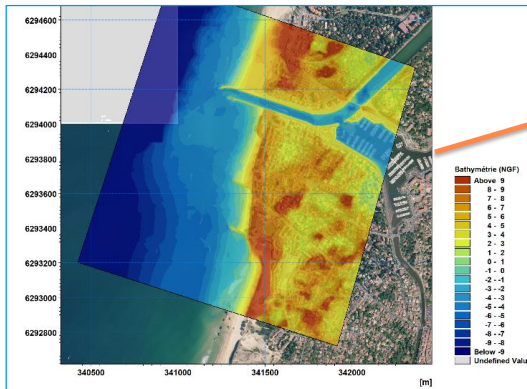 6294600
6294400
6294200
6294000
6293800
6293600
6293400
6293200
6293000
6292800
340500
341000
341500
342000
[m]
Bathymétrie (NGF)
Above 9
8 - 9
7 - 8
6 - 7
5 - 6
4 - 5
3 - 4
2 - 3
1 - 2
0 - 1
-1 - 0
-2 - -1
-3 - -2
-4 - -3
-5 - -4
-6 - -5
-7 - -6
-8 - -7
-9 - -8
Below -9
Undefined Valu